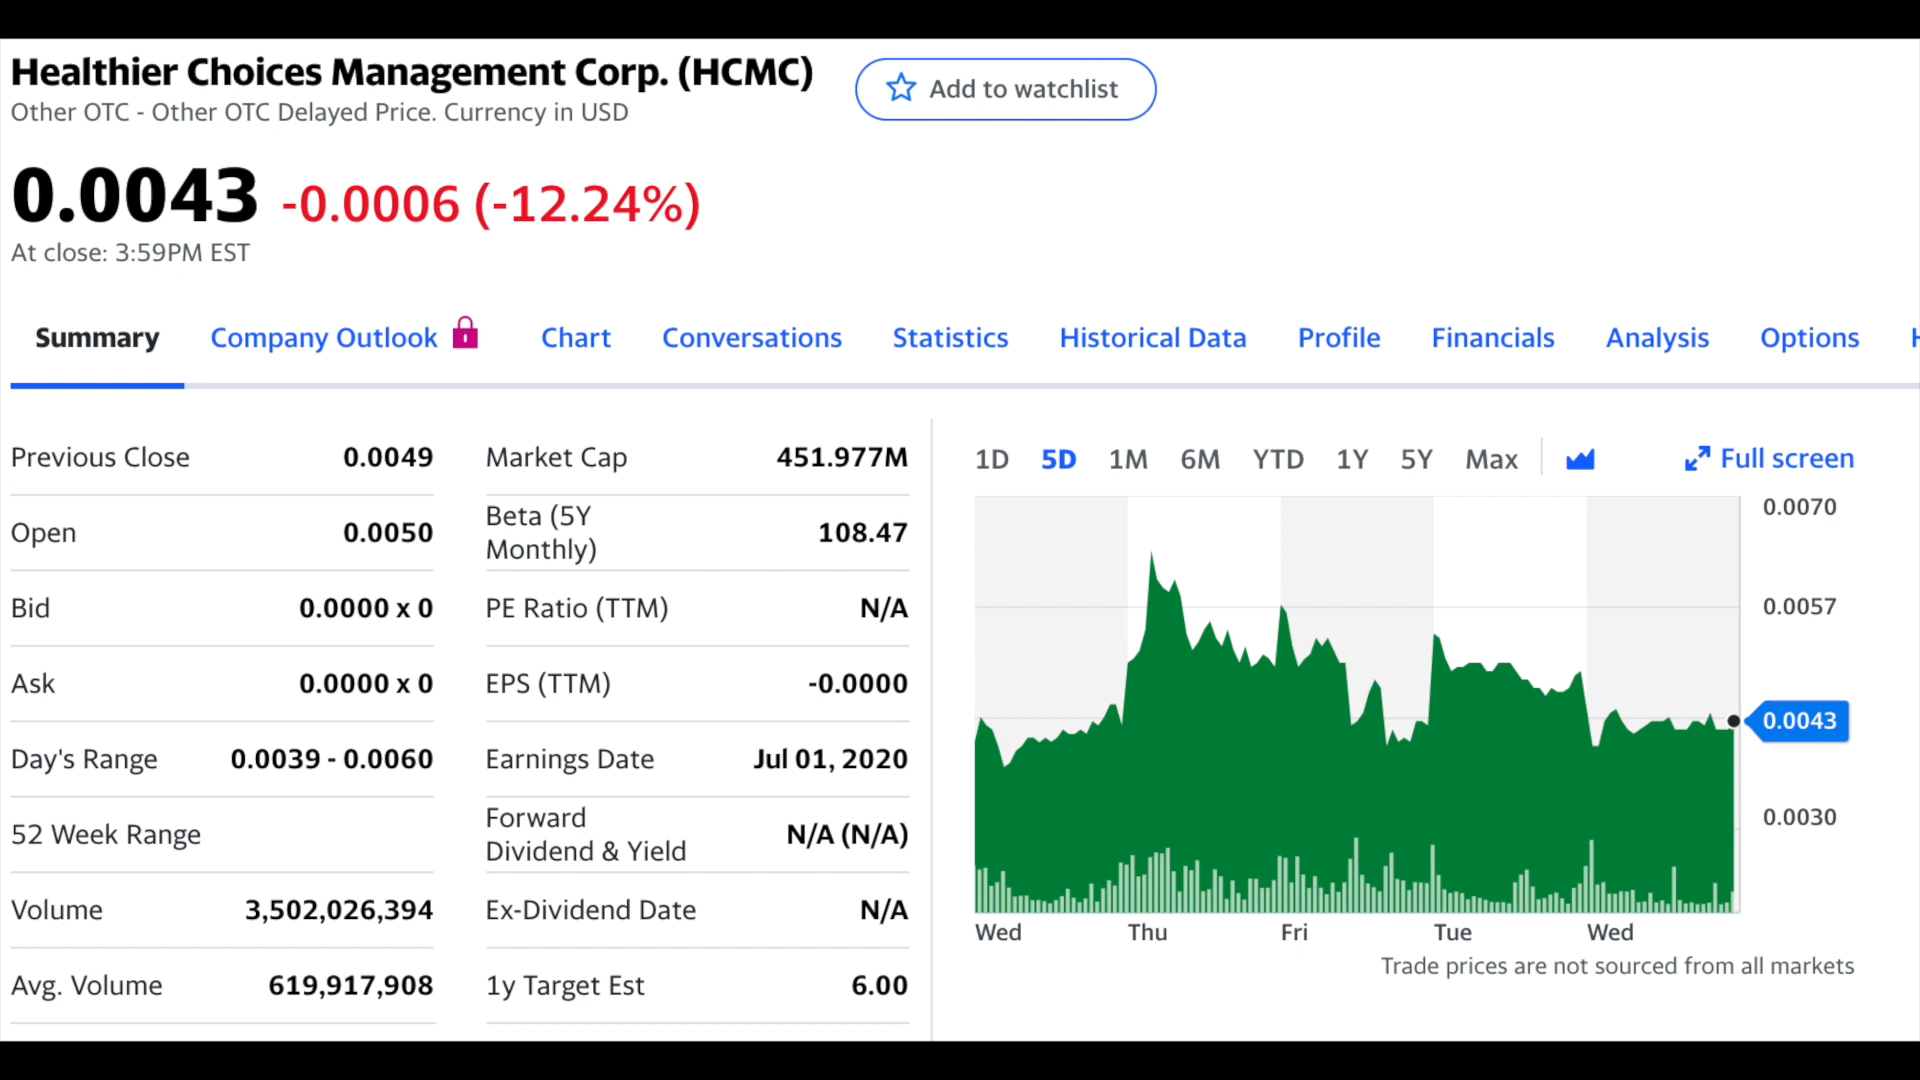 Healthier Choices Management Corp. (HCMC)
Add to watchlist
Other OTC - Other OTC Delayed Price. Currency in USD
0.0043 -0.0006 (-12.24%)
At close: 3:59PM EST
Summary Company Outlook Chart Conversations Statistics Historical Data Profile Financials Analysis Options
Previous Close 0.0049
Open 0.0050
Bid 0.0000 x 0
Ask 0.0000 x 0
Day's Range 0.0039 - 0.0060
52 Week Range
Volume 3,502,026,394
Avg. Volume 619,917,908
Market Cap 451.977M
Beta (5Y
Monthly) 108.47
PE Ratio (TTM) N/A
EPS (TTM) -0.0000
Earnings Date Jul 01, 2020
Forward
Dividend & Yield N/A (N/A)
Ex-Dividend Date N/A
1y Target Est 6.00
1D 5D 1M 6M YTD 1Y 5Y Max Full screen
0.0070
0.0057
0.0043
0.0030
Wed Thu Fri Tue Wed
Trade prices are not sourced from all markets